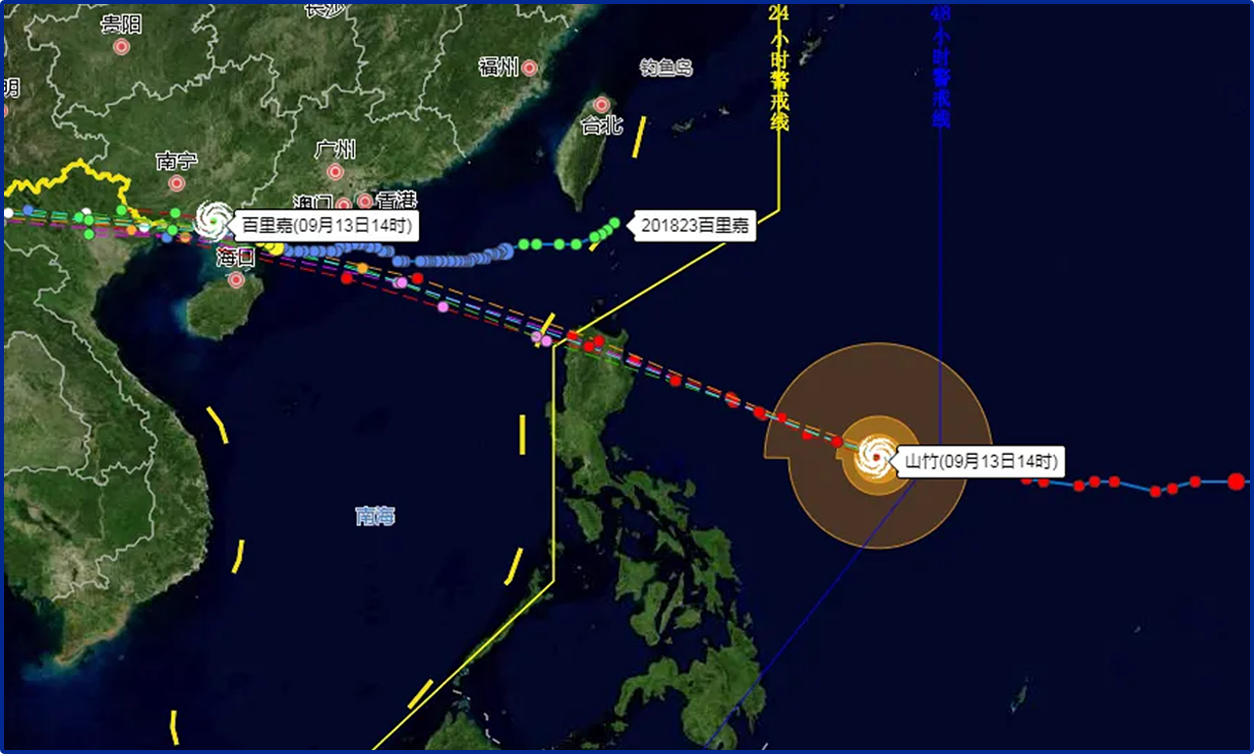 长沙
贵阳
24小时警戒线
48小时警戒线
福州
钓鱼岛
明
台北
广州
南宁
澳门
香港
百里嘉(09月13日14时)
201823百里嘉
海口
山竹(09月13日14时)
南海